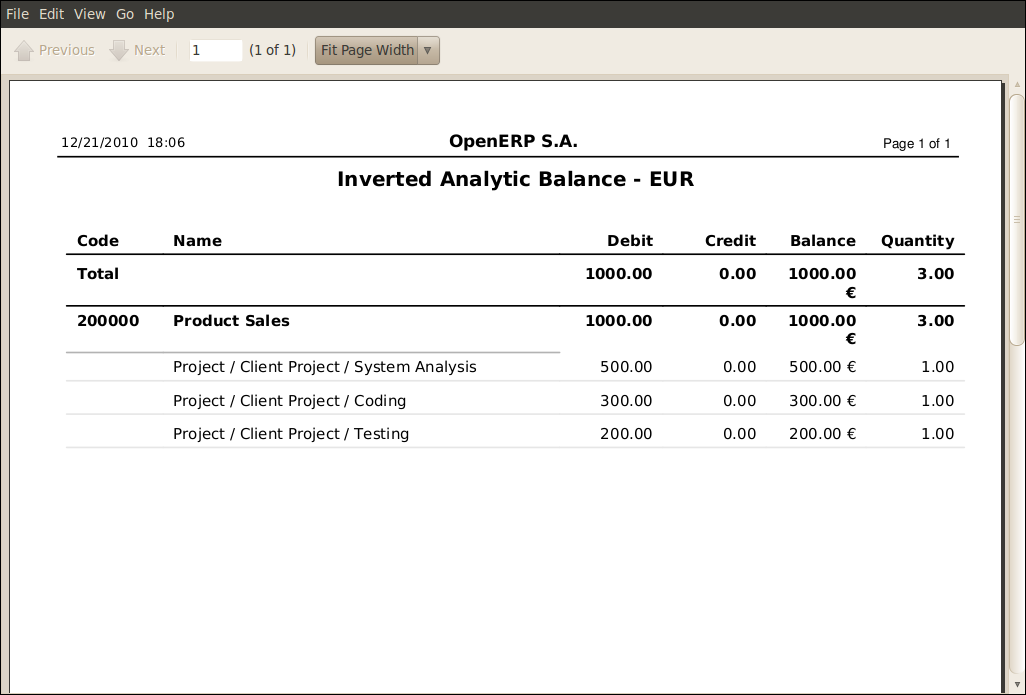 File Edit View Go Help
Previous Next 1 (1 of 1) Fit Page Width
12/21/2010 18:06 OpenERP S.A. Page 1 of 1
Inverted Analytic Balance - EUR
Code Name Debit Credit Balance Quantity
Total 1000.00 0.00 1000.00 3.00
€
200000 Product Sales 1000.00 0.00 1000.00 3.00
€
Project / Client Project / System Analysis 500.00 0.00 500.00 € 1.00
Project / Client Project / Coding 300.00 0.00 300.00 € 1.00
Project / Client Project / Testing 200.00 0.00 200.00 € 1.00